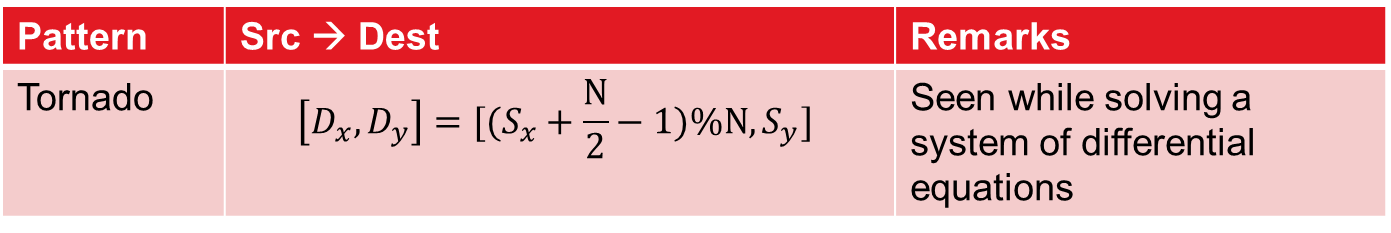 Pattern Src → Dest Remarks
Tornado [D_x, D_y] = [(S_x + N/2 − 1)%N, S_y] Seen while solving a
system of differential
equations